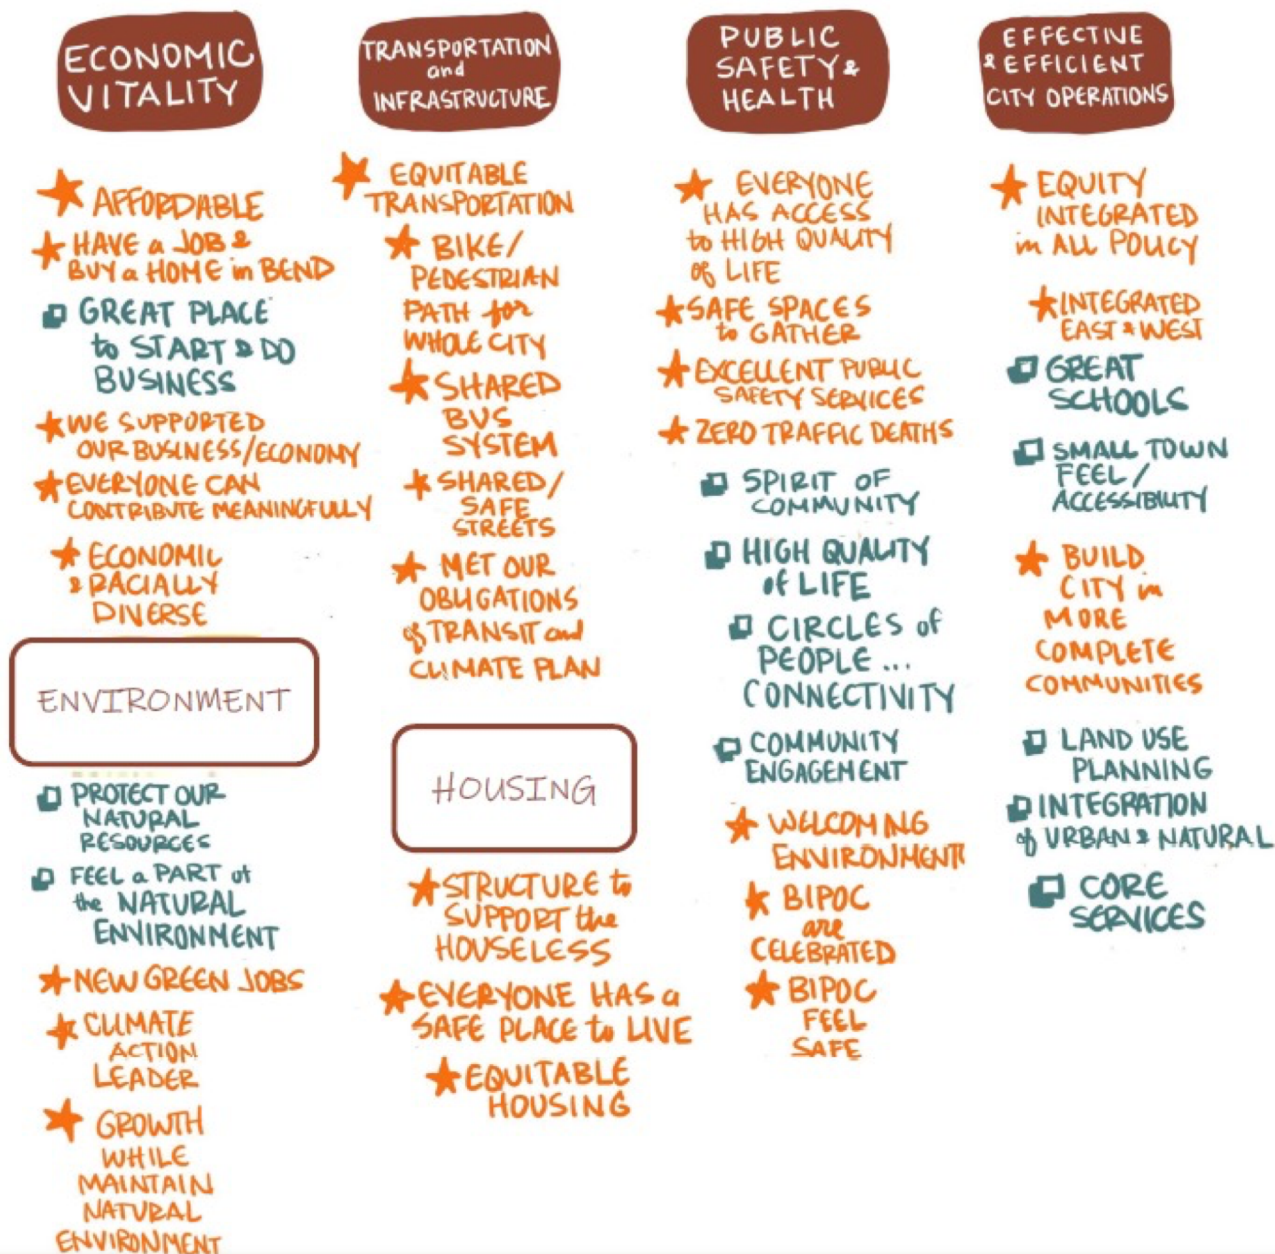 ECONOMIC
VITALITY
AFFORDABLE
HAVE a JOB &
BUY a HOME in BEND
GREAT PLACE
to START & DO
BUSINESS
WE SUPPORTED
OUR BUSINESS/ECONOMY
EVERYONE CAN
CONTRIBUTE MEANINGFULLY
ECONOMIC
& RACIALLY
DIVERSE
ENVIRONMENT
PROTECT OUR
NATURAL
RESOURCES
FEEL a PART of
the NATURAL
ENVIRONMENT
NEW GREEN JOBS
CLIMATE
ACTION
LEADER
GROWTH
WHILE
MAINTAIN
NATURAL
ENVIRONMENT
TRANSPORTATION
and
INFRASTRUCTURE
EQUITABLE
TRANSPORTATION
BIKE/
PEDESTRIAN
PATH for
WHOLE CITY
SHARED
BUS
SYSTEM
SHARED/
SAFE
STREETS
MET OUR
OBLIGATIONS
of TRANSIT and
CLIMATE PLAN
HOUSING
STRUCTURE to
SUPPORT the
HOUSELESS
EVERYONE HAS a
SAFE PLACE to LIVE
EQUITABLE
HOUSING
PUBLIC
SAFETY &
HEALTH
EVERYONE
HAS ACCESS
to HIGH QUALITY
of LIFE
SAFE SPACES
to GATHER
EXCELLENT PUBLIC
SAFETY SERVICES
ZERO TRAFFIC DEATHS
SPIRIT OF
COMMUNITY
HIGH QUALITY
of LIFE
CIRCLES of
PEOPLE...
CONNECTIVITY
COMMUNITY
ENGAGEMENT
WELCOMING
ENVIRONMENT
BIPOC
are
CELEBRATED
BIPOC
FEEL
SAFE
EFFECTIVE
& EFFICIENT
CITY OPERATIONS
EQUITY
INTEGRATED
in ALL POLICY
INTEGRATED
EAST & WEST
GREAT
SCHOOLS
SMALL TOWN
FEEL/
ACCESSIBILITY
BUILD
CITY in
MORE
COMPLETE
COMMUNITIES
LAND USE
PLANNING
INTEGRATION
of URBAN & NATURAL
CORE
SERVICES